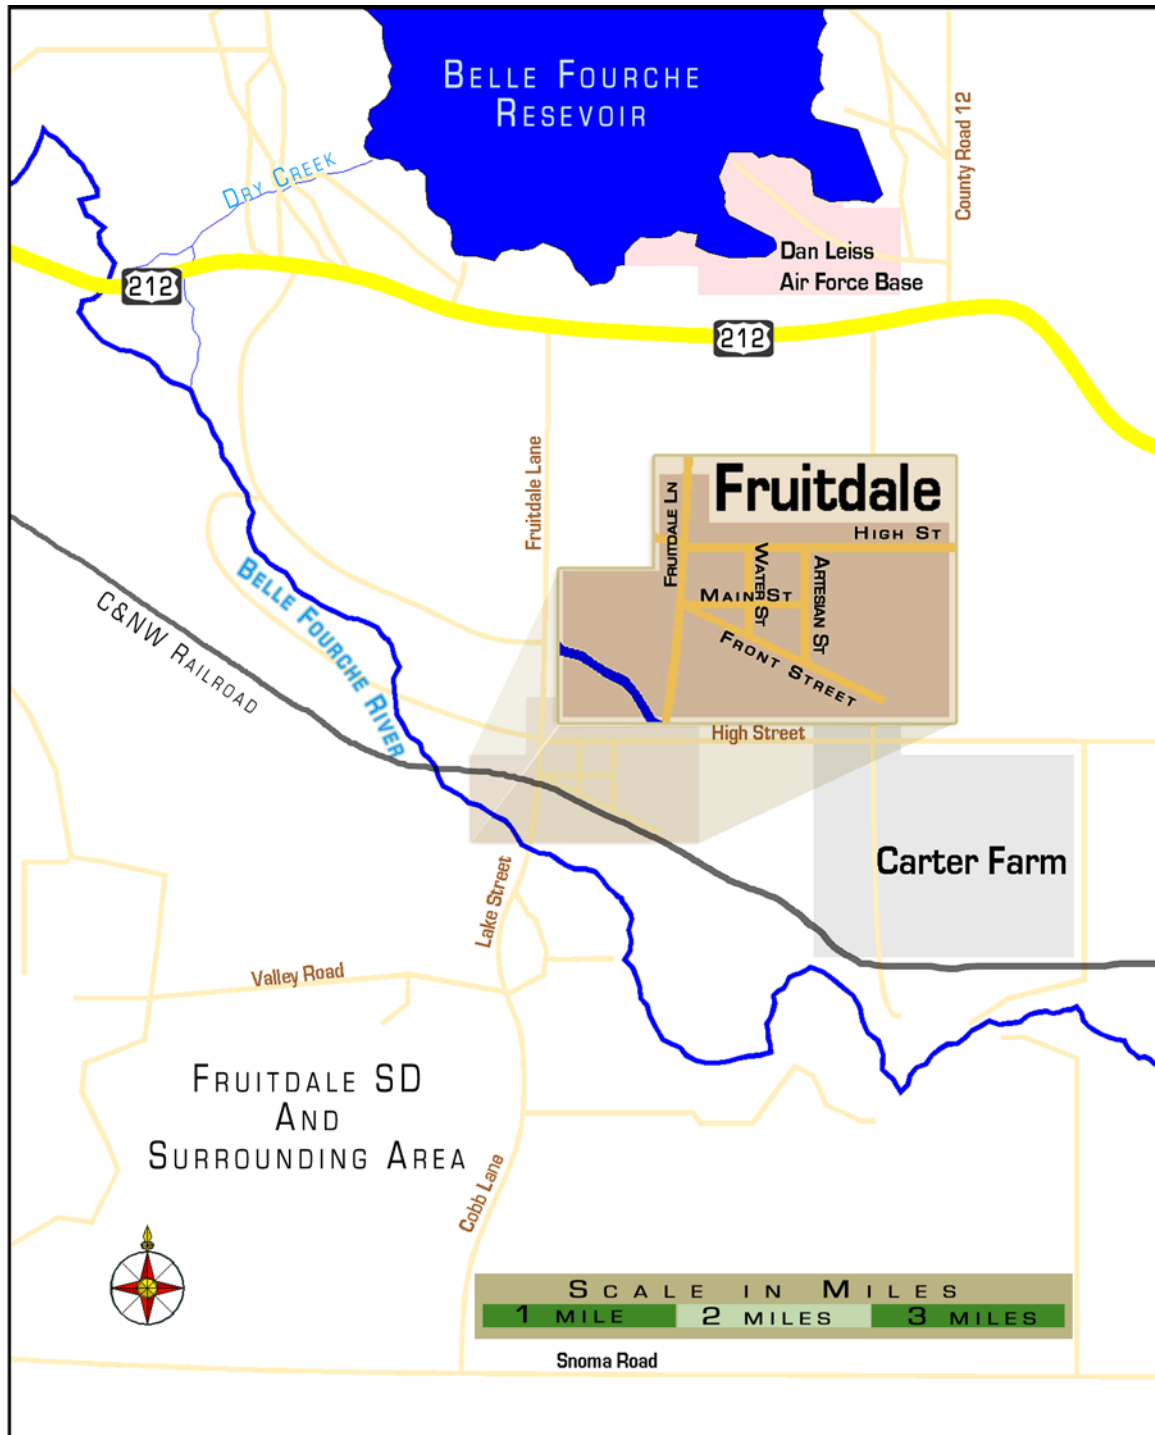 BELLE FOURCHE
RESEVOIR
County Road 12
DRY CREEK
Dan Leiss
Air Force Base
212
212
Fruitdale Lane
Fruitdale
FRUITDALE LN
HIGH ST
WATER ST
ARTESIAN ST
MAIN ST
FRONT STREET
BELLE FOURCHE RIVER
C&NW RAILROAD
High Street
Carter Farm
Lake Street
Valley Road
FRUITDALE SD
AND
SURROUNDING AREA
Cobb Lane
SCALE IN MILES
1 MILE 2 MILES 3 MILES
Snoma Road